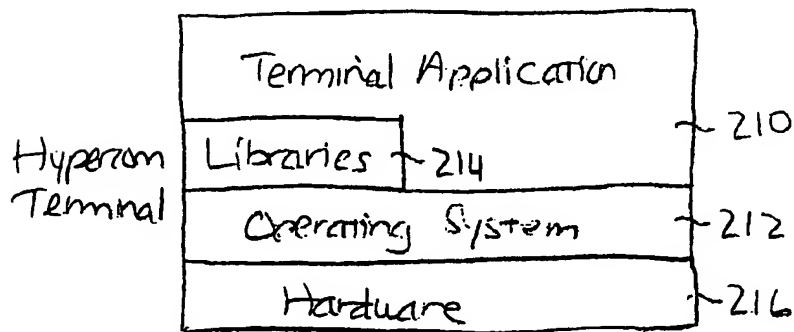 Terminal Application
210
Hypercom
Terminal
Libraries
214
Operating System
212
Hardware
216